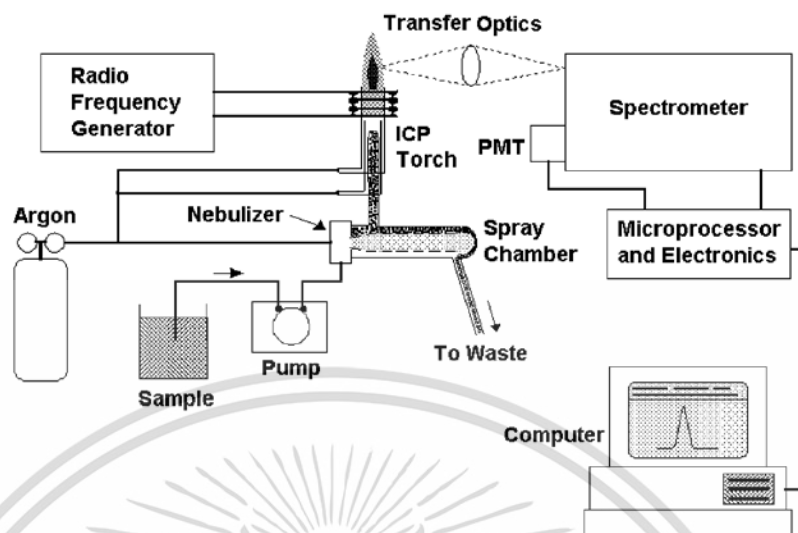 Transfer Optics
Radio
Frequency
Generator
Spectrometer
ICP
Torch
PMT
Argon
Nebulizer
Spray
Chamber
Microprocessor
and Electronics
To Waste
Pump
Sample
Computer